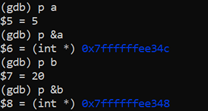 (gdb) p a
$5 = 5
(gdb) p &a
$6 = (int *) 0x7ffffffee34c
(gdb) p b
$7 = 20
(gdb) p &b
$8 = (int *) 0x7ffffffee348